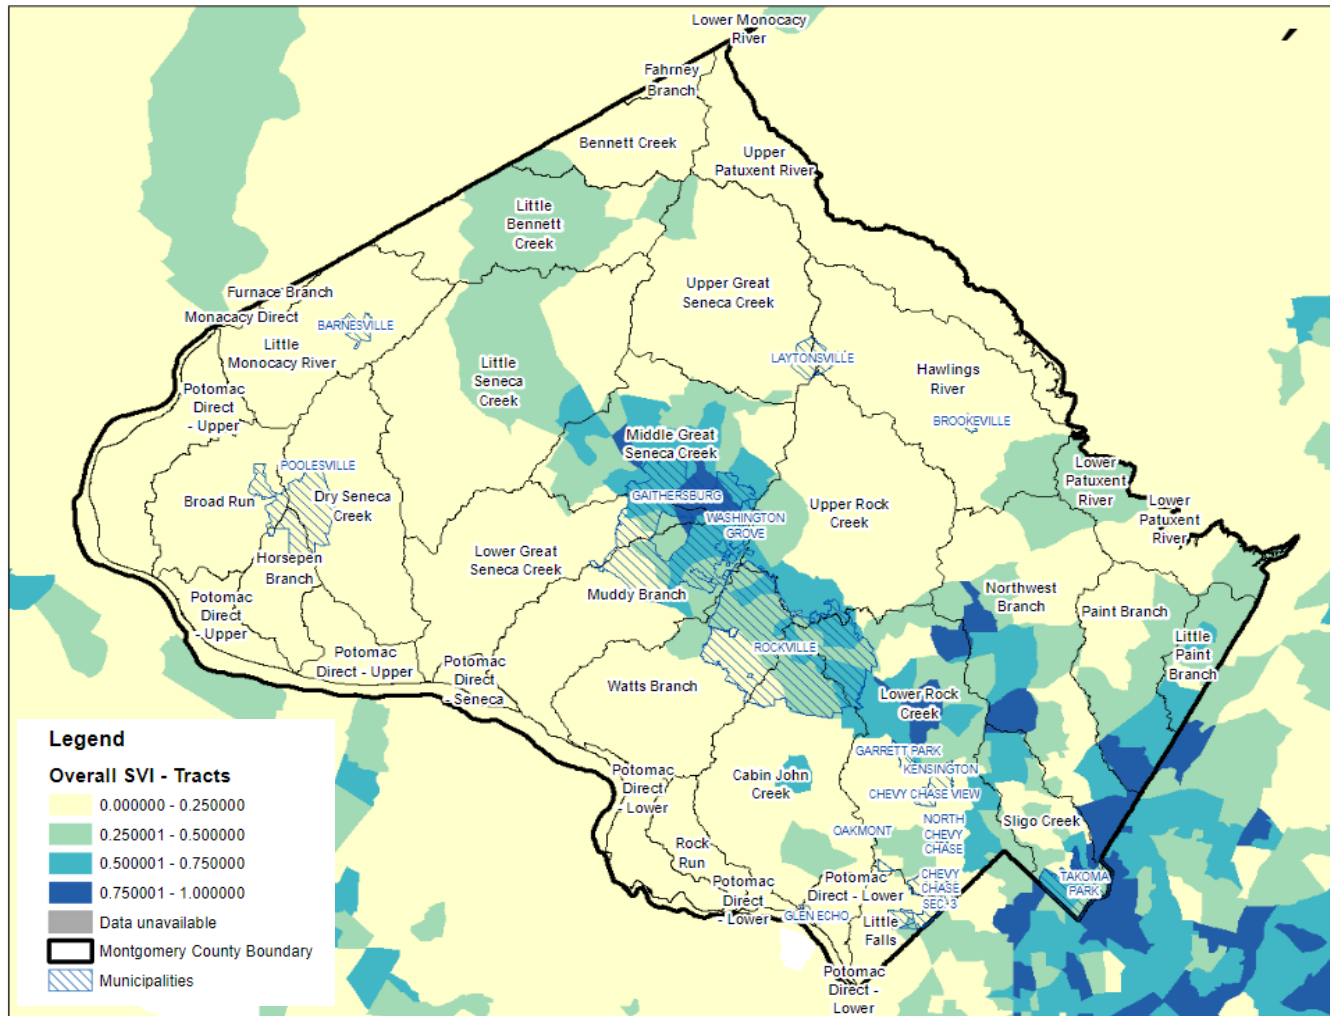 Lower Monocacy
River
Fahrney
Branch
Bennett Creek
Upper
Patuxent River
Little
Bennett
Creek
Upper Great
Seneca Creek
Furnace Branch
Monacacy Direct
BARNESVILLE
Little
Monocacy River
LAYTONSVILLE
Hawlings
River
Little
Seneca
Creek
Potomac
Direct
- Upper
BROOKEVILLE
Middle Great
Seneca Creek
POOLESVILLE
Lower
Patuxent
River
Broad Run
Dry Seneca
Creek
GAITHERSBURG
Upper Rock
Creek
Lower
Patuxent
River
WASHINGTON
GROVE
Lower Great
Seneca Creek
Horsepen
Branch
Muddy Branch
Northwest
Branch
Paint Branch
Potomac
Direct
- Upper
Little
Paint
Branch
ROCKVILLE
Potomac
Direct - Upper
Potomac
Direct
- Seneca
Watts Branch
Lower Rock
Creek
GARRETT PARK
KENSINGTON
Potomac
Direct
- Lower
Cabin John
Creek
CHEVY CHASE VIEW
OAKMONT
NORTH
CHEVY
CHASE
Sligo Creek
Rock
Run
Potomac
Direct
- Lower
Potomac
Direct - Lower
CHEVY
CHASE
SEC. 3
TAKOMA
PARK
GLEN ECHO
Little
Falls
Potomac
Direct -
Lower
Legend
Overall SVI - Tracts
0.000000 - 0.250000
0.250001 - 0.500000
0.500001 - 0.750000
0.750001 - 1.000000
Data unavailable
Montgomery County Boundary
Municipalities